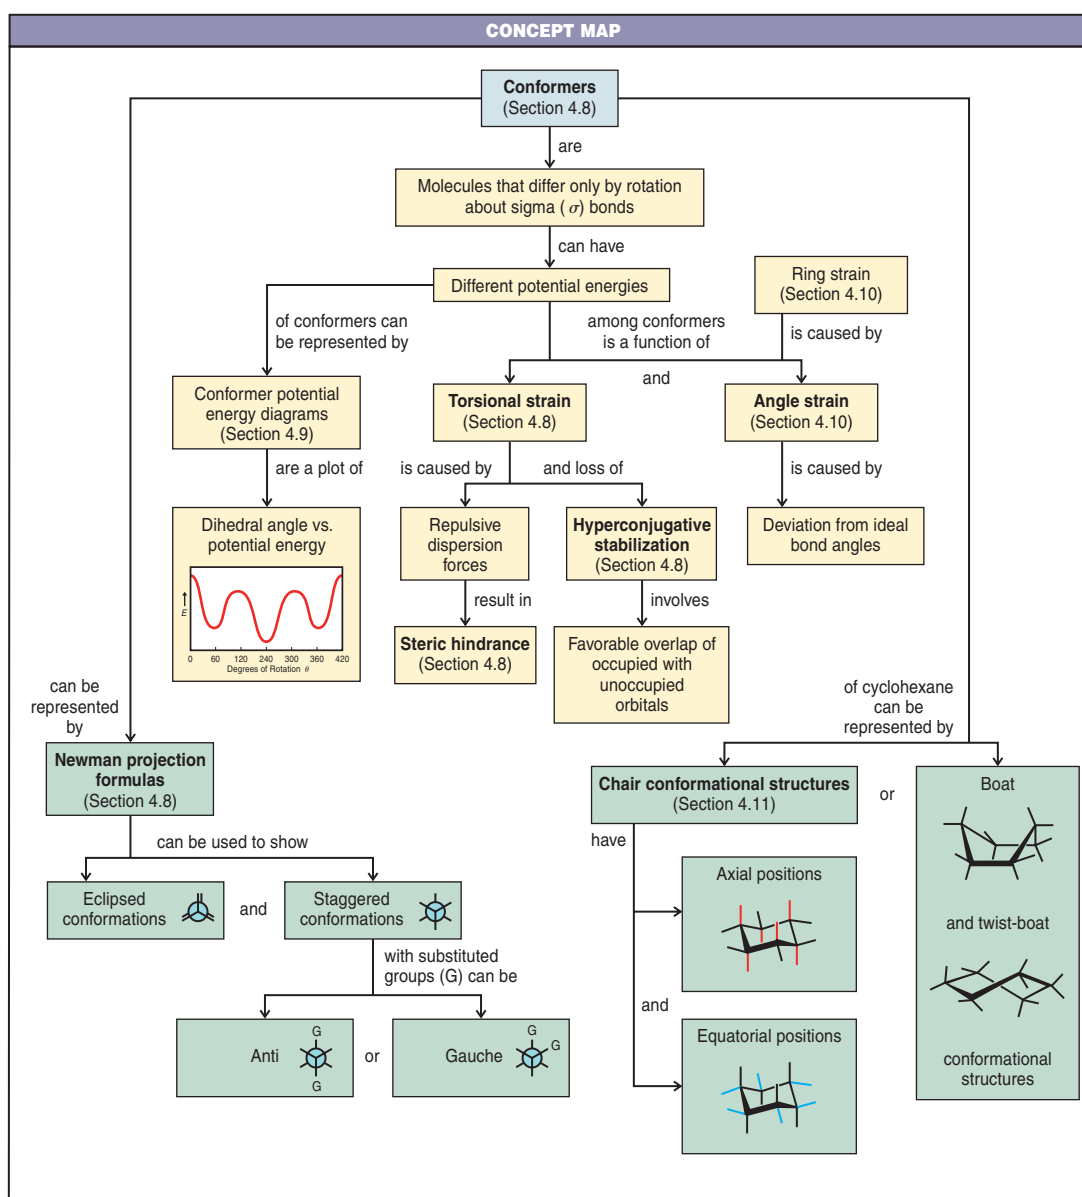 CONCEPT MAP
Conformers
(Section 4.8)
are
Molecules that differ only by rotation
about sigma ( σ) bonds
can have
Different potential energies
Ring strain
(Section 4.10)
of conformers can
be represented by
among conformers
is a function of
is caused by
and
Conformer potential
energy diagrams
(Section 4.9)
Torsional strain
(Section 4.8)
Angle strain
(Section 4.10)
are a plot of
is caused by
and loss of
is caused by
Dihedral angle vs.
potential energy
E
0 60 120 240 300 360 420
Degrees of Rotation θ
Repulsive
dispersion
forces
Hyperconjugative
stabilization
(Section 4.8)
Deviation from ideal
bond angles
result in
involves
Steric hindrance
(Section 4.8)
Favorable overlap of
occupied with
unoccupied
orbitals
can be
represented
by
of cyclohexane
can be
represented by
Newman projection
formulas
(Section 4.8)
Chair conformational structures
(Section 4.11)
or
Boat
and twist-boat
conformational
structures
can be used to show
have
Eclipsed
conformations
and
Staggered
conformations
Axial positions
with substituted
groups (G) can be
and
Anti
G
G
or
Gauche
G
G
Equatorial positions